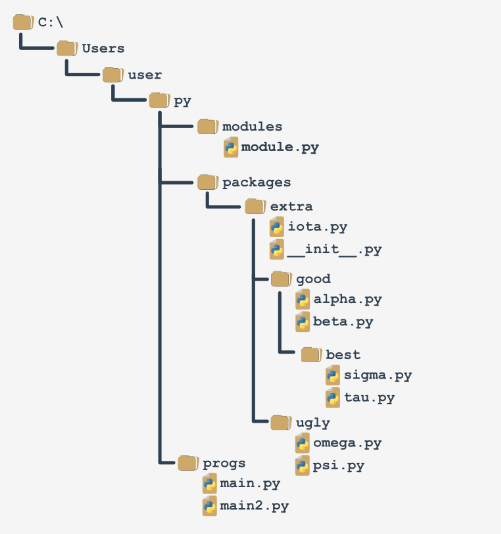 C:\
Users
user
py
modules
module.py
packages
extra
iota.py
__init__.py
good
alpha.py
beta.py
best
sigma.py
tau.py
ugly
omega.py
psi.py
progs
main.py
main2.py